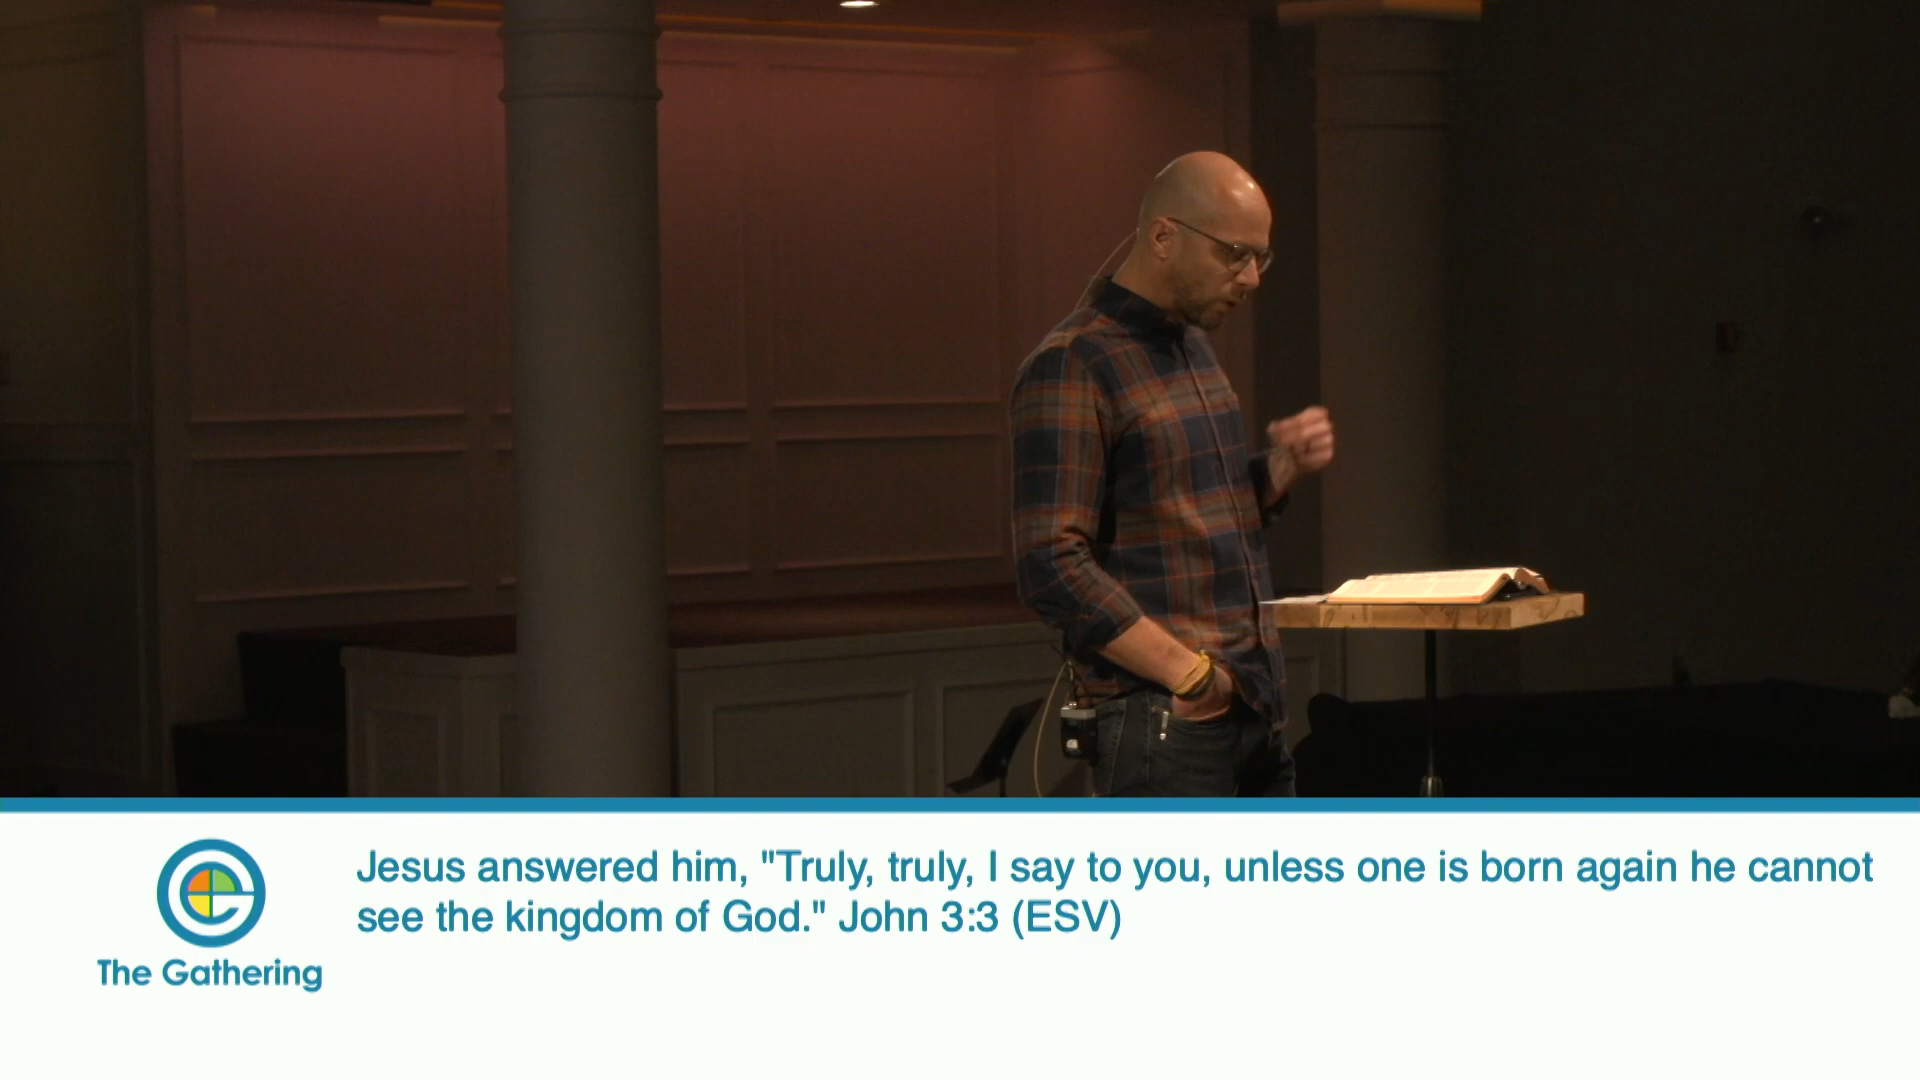 Jesus answered him, "Truly, truly, I say to you, unless one is born again he cannot
see the kingdom of God." John 3:3 (ESV)
The Gathering